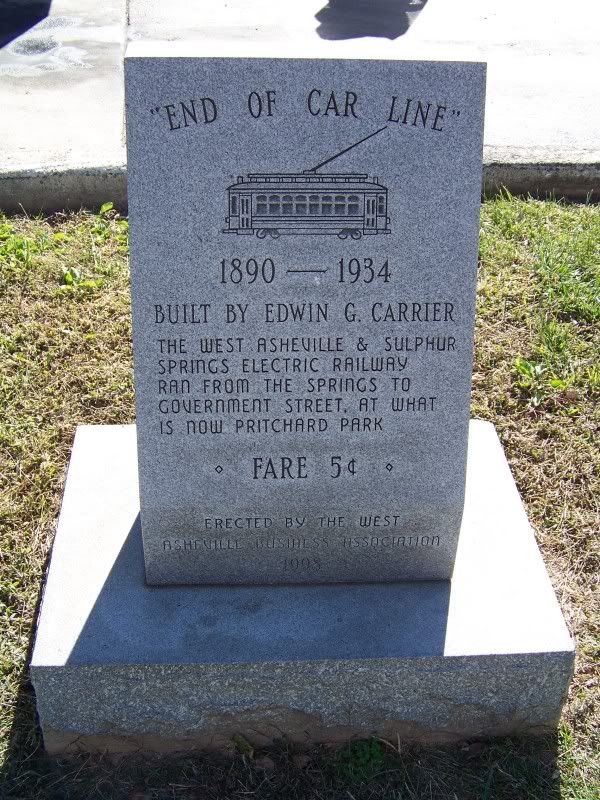 "END OF CAR LINE"
1890 — 1934
BUILT BY EDWIN G. CARRIER
THE WEST ASHEVILLE & SULPHUR
SPRINGS ELECTRIC RAILWAY
RAN FROM THE SPRINGS TO
GOVERNMENT STREET, AT WHAT
IS NOW PRITCHARD PARK
⋄ FARE 5¢ ⋄
ERECTED BY THE WEST
ASHEVILLE BUSINESS ASSOCIATION
1998